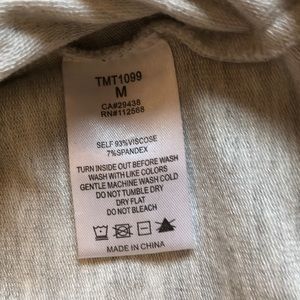 TMT1099
M
CA#29438
RN#112568
SELF 93%VISCOSE
7%SPANDEX
TURN INSIDE OUT BEFORE WASH
WASH WITH LIKE COLORS
GENTLE MACHINE WASH COLD
DO NOT TUMBLE DRY
DRY FLAT
DO NOT BLEACH
MADE IN CHINA